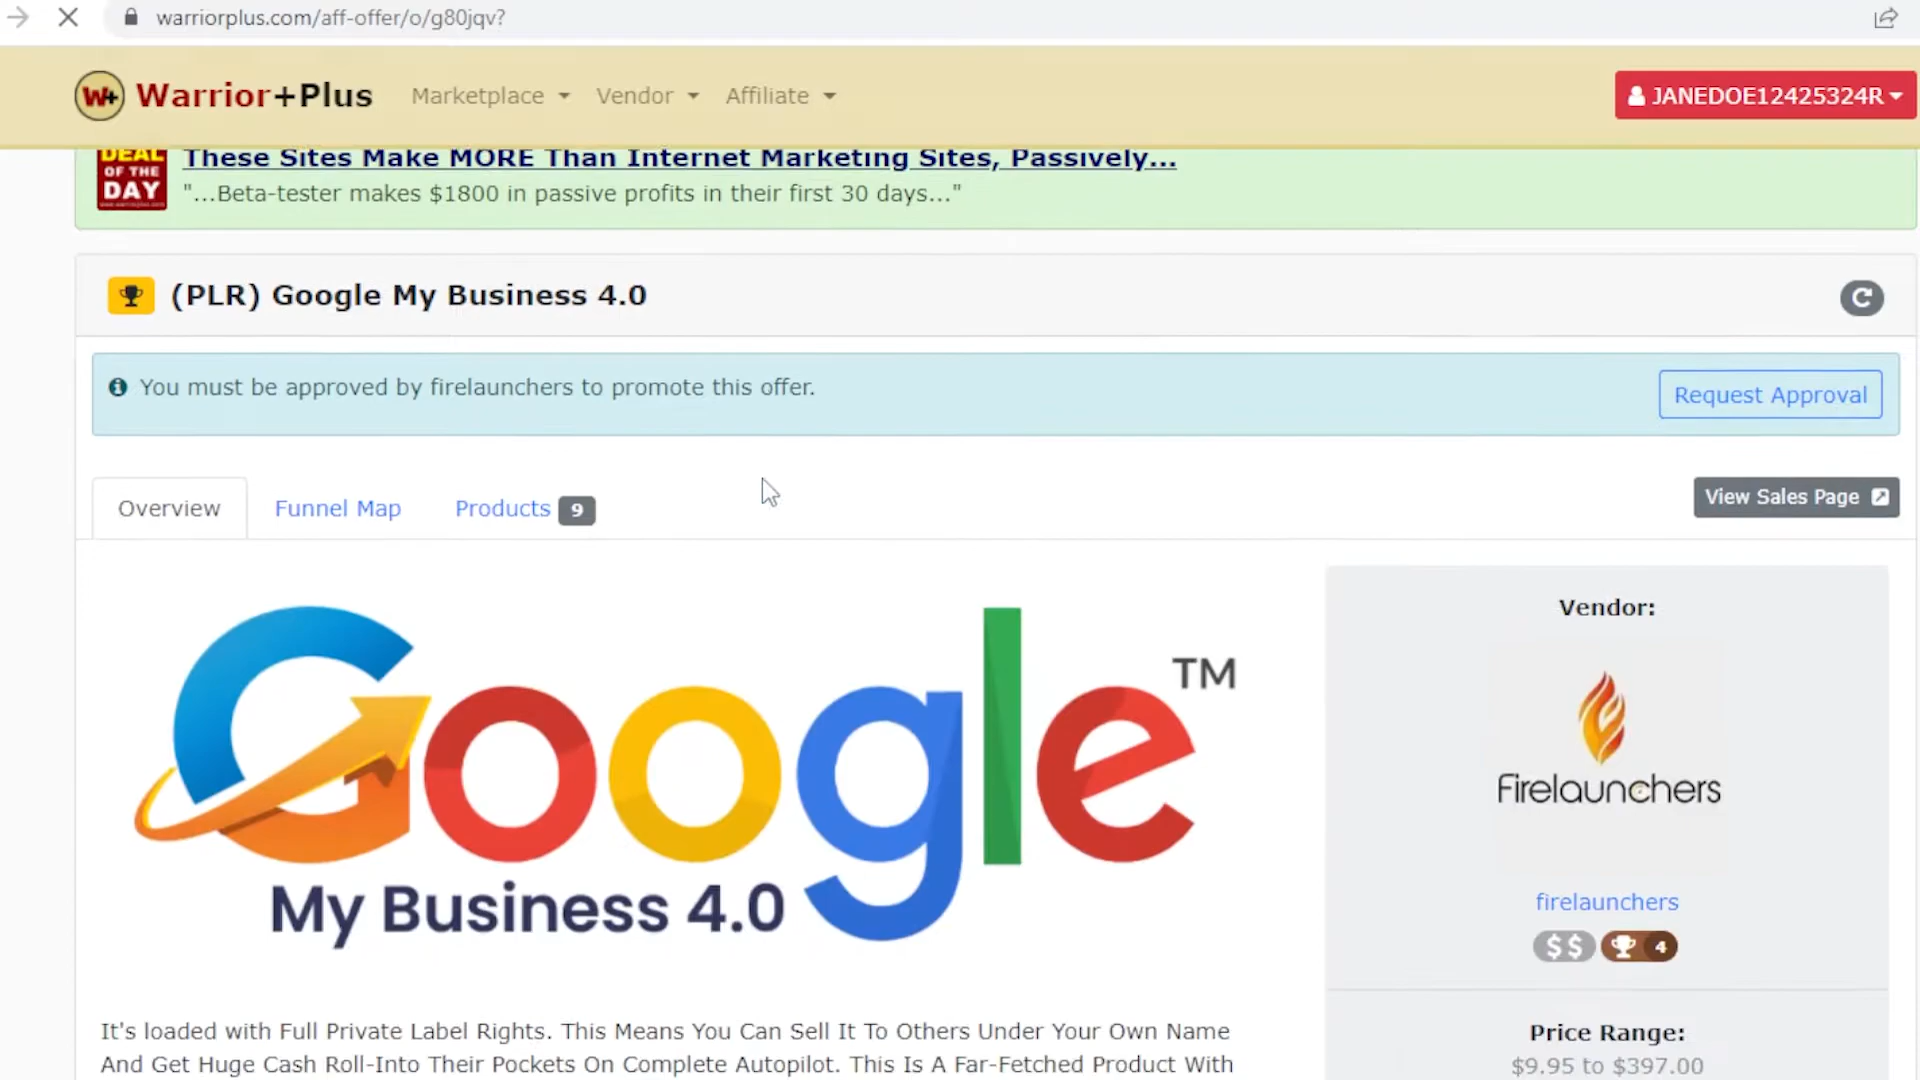 warriorplus.com/aff-offer/o/g80jqv?
W+ Warrior+Plus Marketplace Vendor Affiliate JANEDOE12425324R
DEAL OF THE DAY
These Sites Make MORE Than Internet Marketing Sites, Passively...
"...Beta-tester makes $1800 in passive profits in their first 30 days..."
(PLR) Google My Business 4.0
You must be approved by firelaunchers to promote this offer.
Request Approval
Overview Funnel Map Products 9
View Sales Page
Google TM
My Business 4.0
Vendor:
Firelaunchers
firelaunchers
$$ 4
Price Range:
$9.95 to $397.00
It's loaded with Full Private Label Rights. This Means You Can Sell It To Others Under Your Own Name
And Get Huge Cash Roll-Into Their Pockets On Complete Autopilot. This Is A Far-Fetched Product With